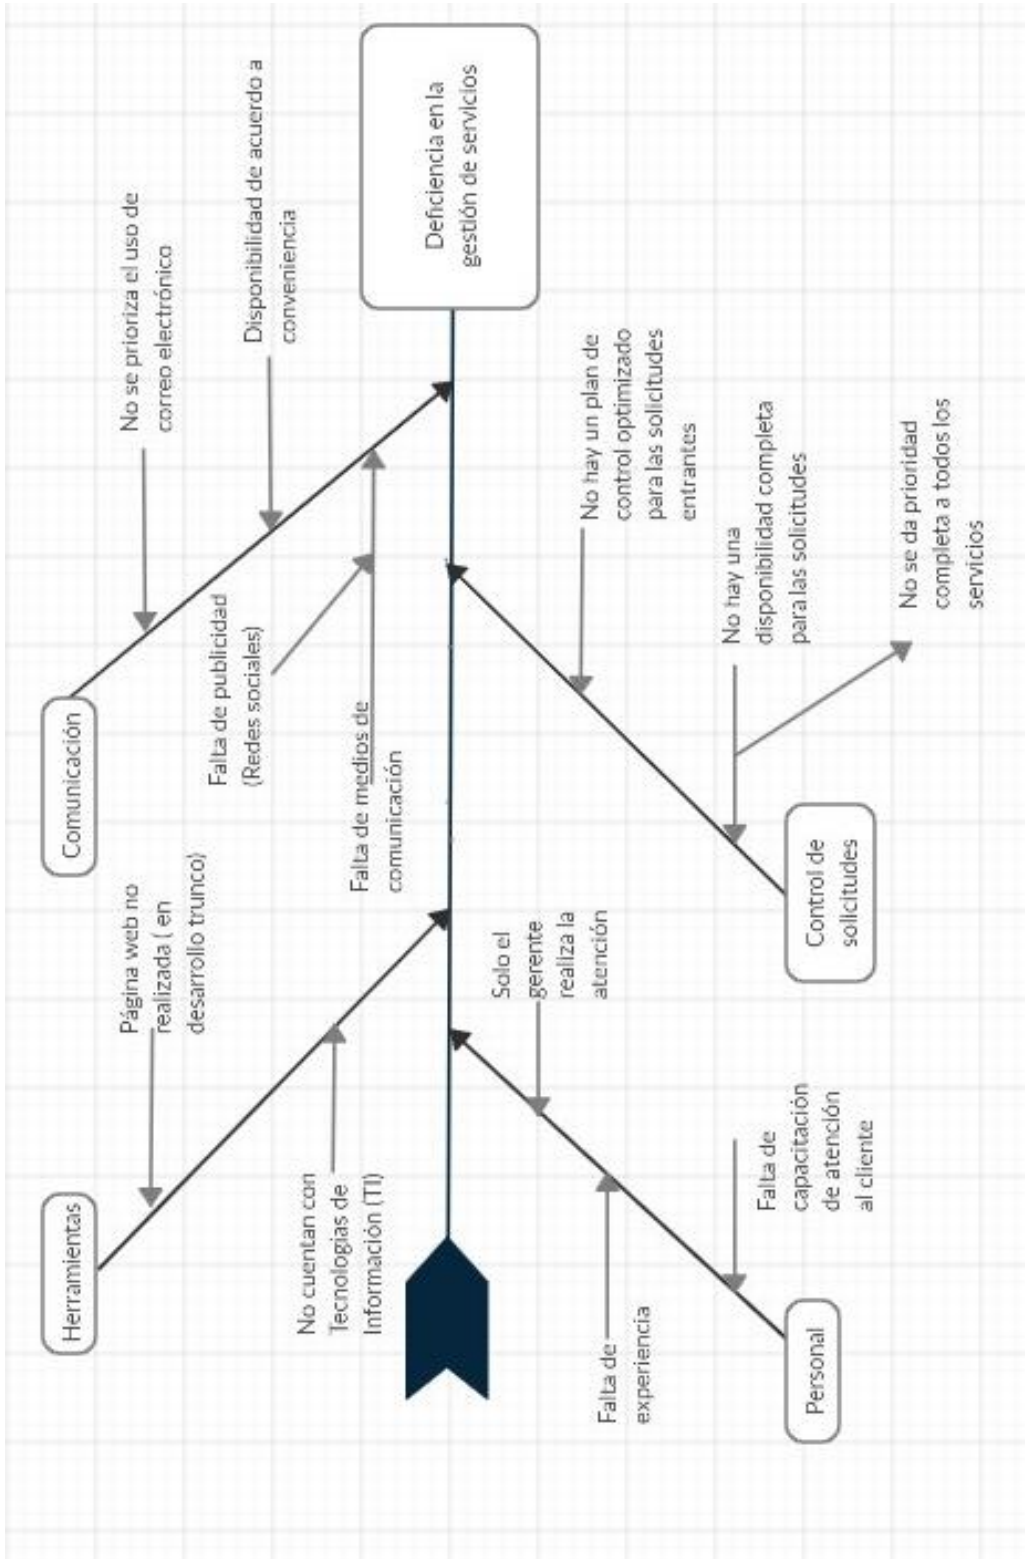 Herramientas
Página web no
realizada ( en
desarrollo trunco)
No cuentan con
Tecnologias de
Información (TI)
Comunicación
No se prioriza el uso de
correo electrónico
Disponibilidad de acuerdo a
conveniencia
Falta de publicidad
(Redes sociales)
Falta de medios de
comunicación
Deficiencia en la
gestión de servicios
Personal
Falta de
experiencia
Solo el
gerente
realiza la
atención
Falta de
capacitación
de atención
al cliente
Control de
solicitudes
No hay un plan de
control optimizado
para las solicitudes
entrantes
No hay una
disponibilidad completa
para las solicitudes
No se da prioridad
completa a todos los
servicios